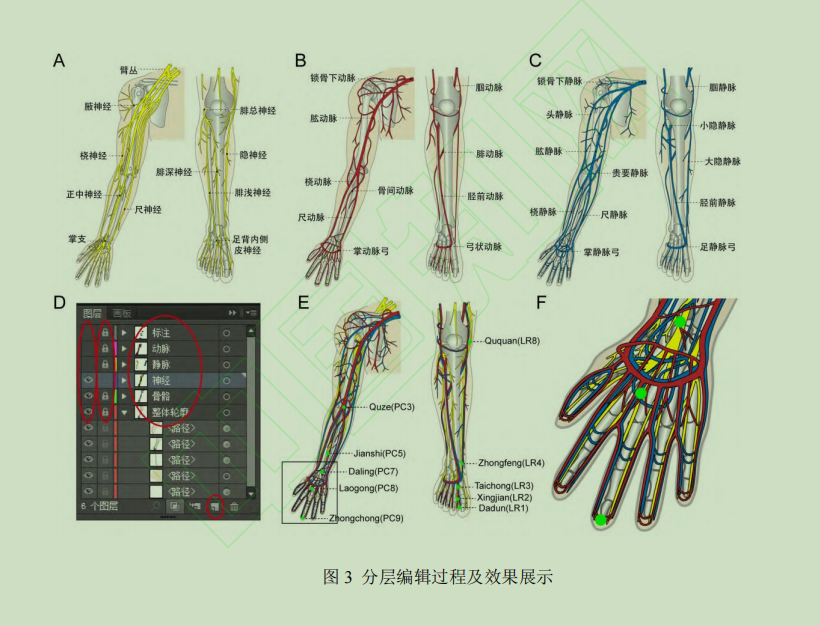 A
臂丛
腋神经
桡神经
正中神经
尺神经
掌支
腓总神经
隐神经
腓深神经
腓浅神经
足背内侧
皮神经
B
锁骨下动脉
肱动脉
桡动脉
骨间动脉
尺动脉
掌动脉弓
腘动脉
腓动脉
胫前动脉
弓状动脉
C
锁骨下静脉
头静脉
肱静脉
贵要静脉
桡静脉
尺静脉
掌静脉弓
腘静脉
小隐静脉
大隐静脉
胫前静脉
足静脉弓
D
图层
画板
标注
动脉
静脉
神经
骨骼
整体轮廓
<路径>
<路径>
<路径>
<路径>
<路径>
6 个图层
E
Ququan(LR8)
Quze(PC3)
Jianshi(PC5)
Daling(PC7)
Laogong(PC8)
Zhongchong(PC9)
Zhongfeng(LR4)
Taichong(LR3)
Xingjian(LR2)
Dadun(LR1)
F
图 3 分层编辑过程及效果展示